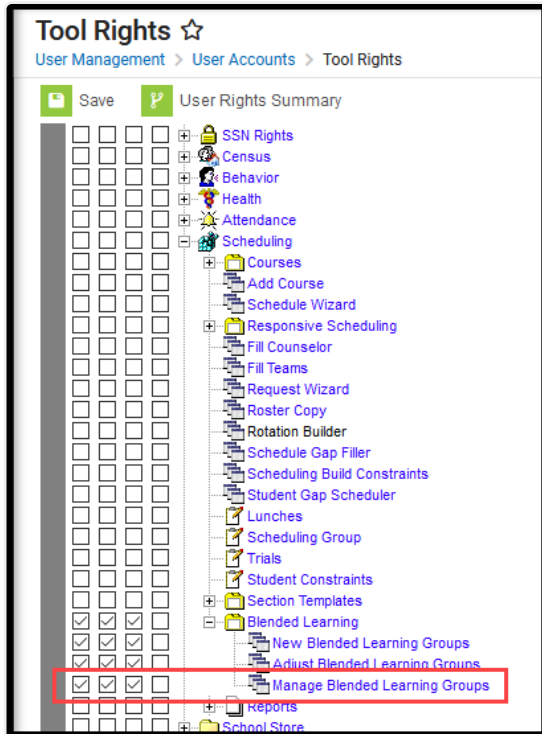 Tool Rights
User Management > User Accounts > Tool Rights
Save User Rights Summary
SSN Rights
Census
Behavior
Health
Attendance
Scheduling
Courses
Add Course
Schedule Wizard
Responsive Scheduling
Fill Counselor
Fill Teams
Request Wizard
Roster Copy
Rotation Builder
Schedule Gap Filler
Scheduling Build Constraints
Student Gap Scheduler
Lunches
Scheduling Group
Trials
Student Constraints
Section Templates
Blended Learning
New Blended Learning Groups
Adjust Blended Learning Groups
Manage Blended Learning Groups
Reports
School Store